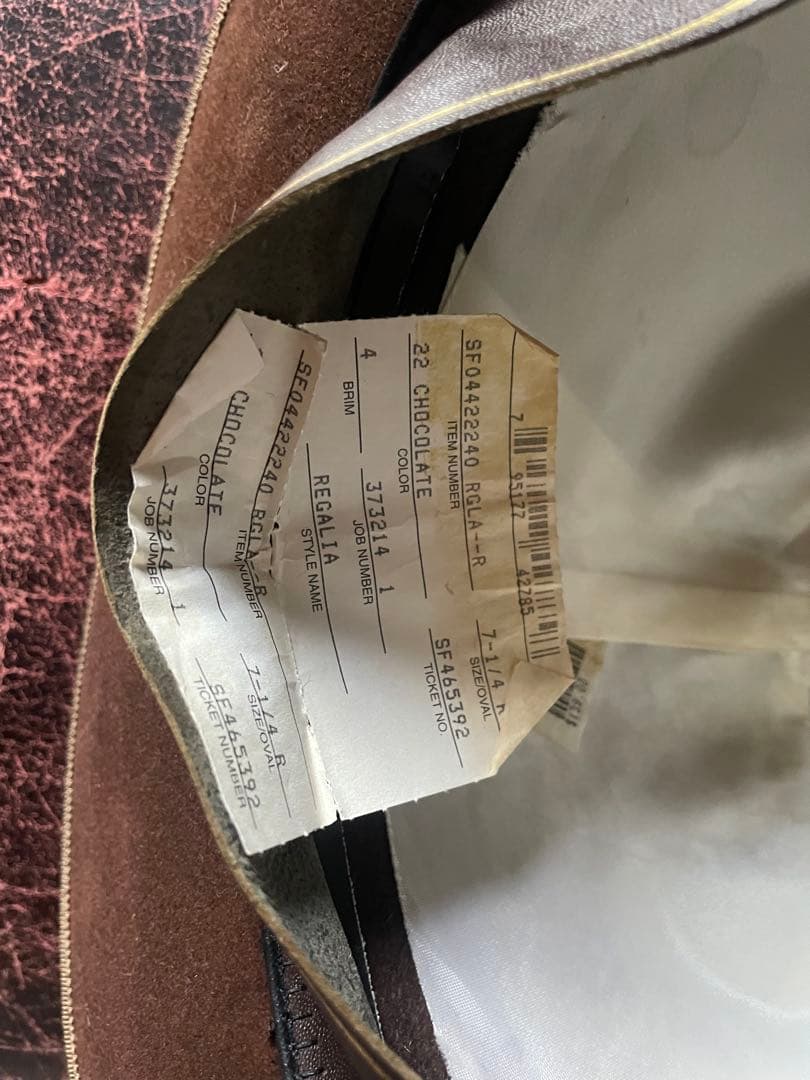 7 95177 42785
SF04422240 RGLA--R 7-1/4 R
ITEM NUMBER SIZE/OVAL
22 CHOCOLATE SF465392
COLOR TICKET NO.
4 373214 1
BRIM JOB NUMBER
REGALIA
STYLE NAME
SF04422240 RGLA--R 7-1/4 R
ITEM NUMBER SIZE/OVAL
CHOCOLATE SF465392
COLOR TICKET NUMBER
373214 1
JOB NUMBER